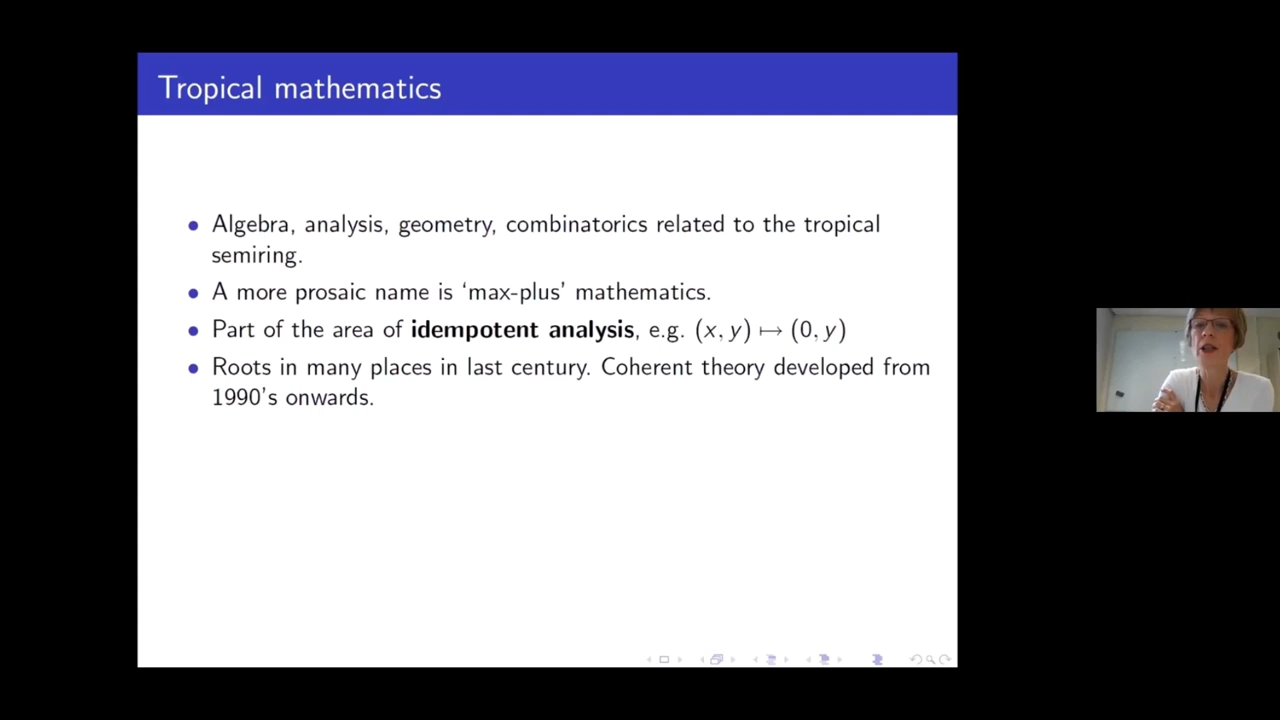 Tropical mathematics
• Algebra, analysis, geometry, combinatorics related to the tropical
semiring.
• A more prosaic name is ‘max-plus’ mathematics.
• Part of the area of idempotent analysis, e.g. (x, y) ↦ (0, y)
• Roots in many places in last century. Coherent theory developed from
1990’s onwards.